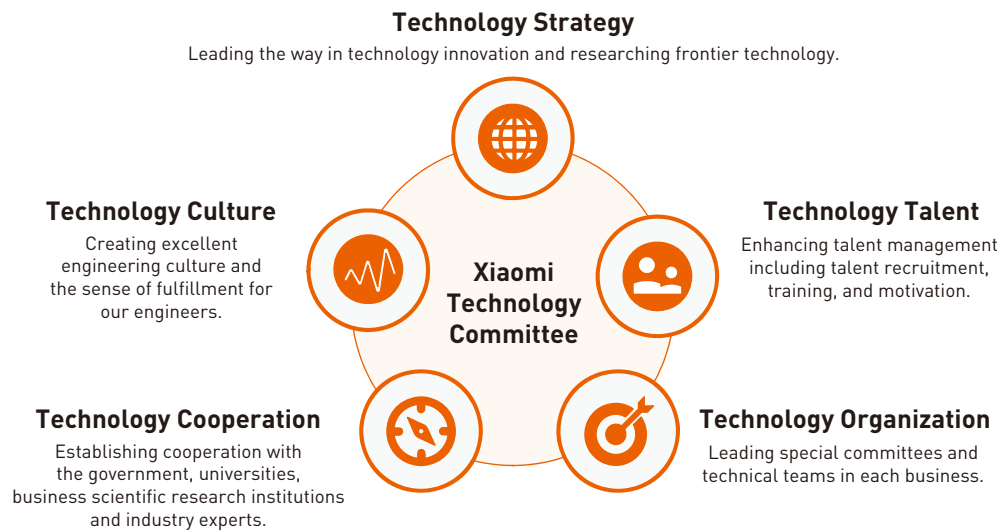 Technology Strategy
Leading the way in technology innovation and researching frontier technology.
Technology Culture
Creating excellent
engineering culture and
the sense of fulfillment for
our engineers.
Xiaomi
Technology
Committee
Technology Talent
Enhancing talent management
including talent recruitment,
training, and motivation.
Technology Cooperation
Establishing cooperation with
the government, universities,
business scientific research institutions
and industry experts.
Technology Organization
Leading special committees and
technical teams in each business.